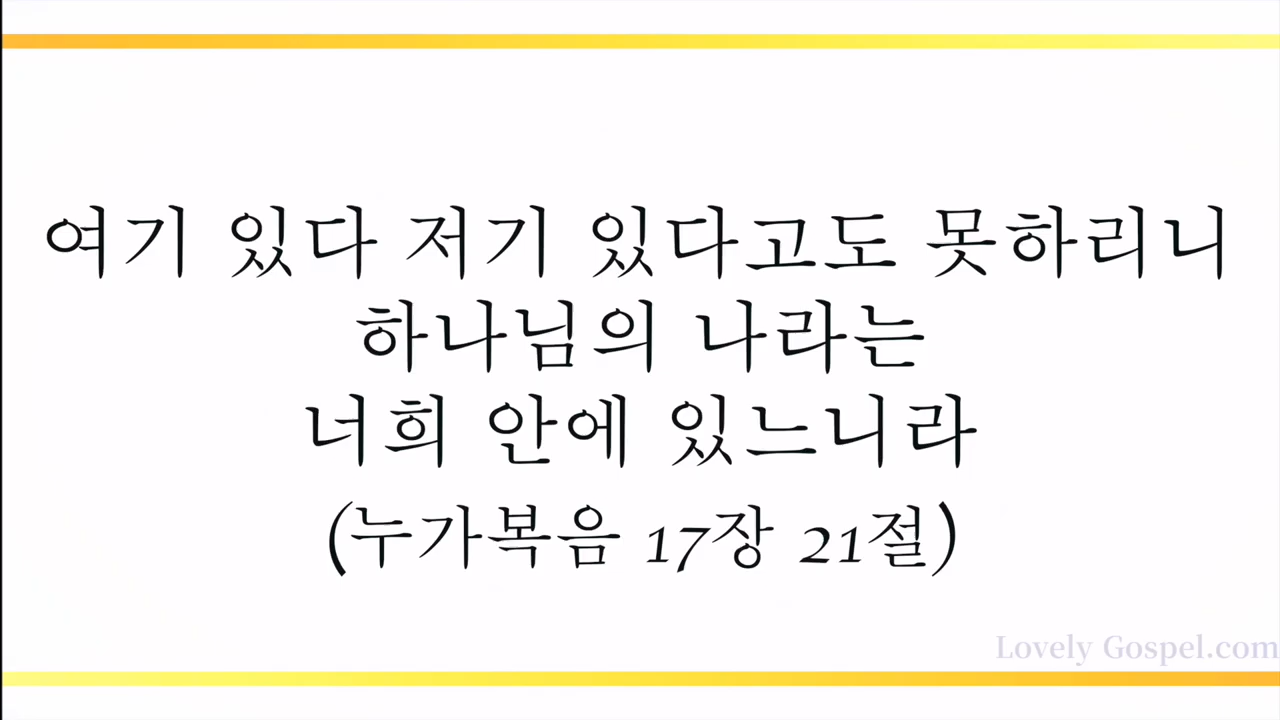 여기 있다 저기 있다고도 못하리니
하나님의 나라는
너희 안에 있느니라
(누가복음 17장 21절)
Lovely Gospel.com